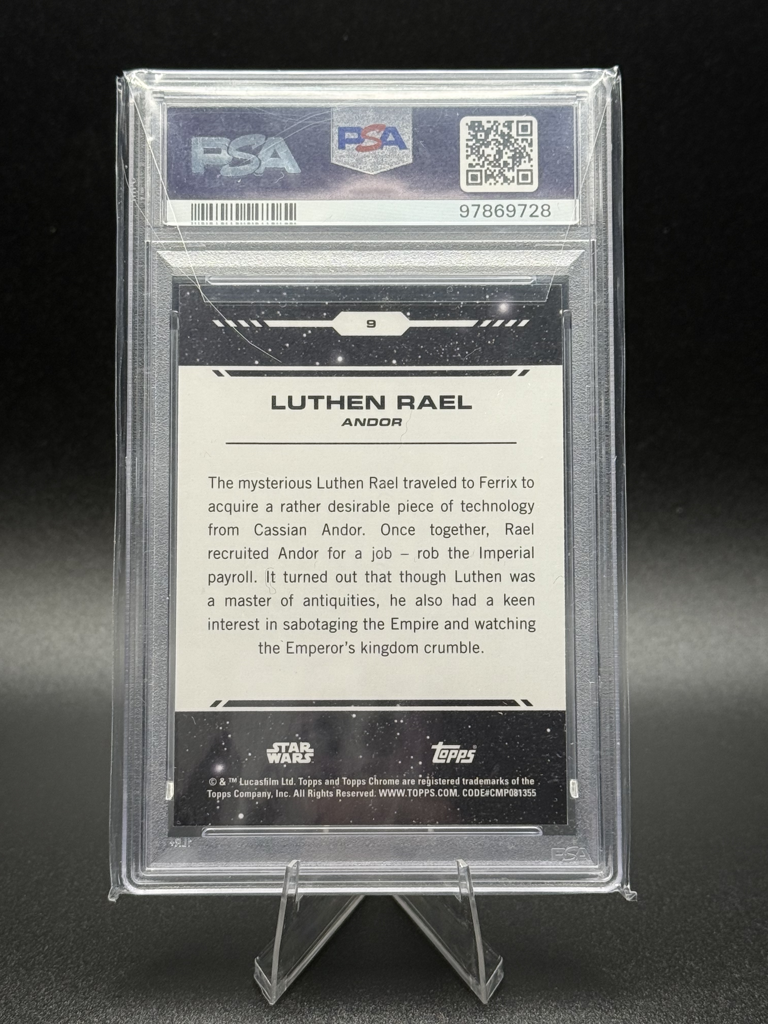 PSA
PSA
97869728
9
LUTHEN RAEL
ANDOR
The mysterious Luthen Rael traveled to Ferrix to
acquire a rather desirable piece of technology
from Cassian Andor. Once together, Rael
recruited Andor for a job – rob the Imperial
payroll. It turned out that though Luthen was
a master of antiquities, he also had a keen
interest in sabotaging the Empire and watching
the Emperor's kingdom crumble.
STAR
WARS
Topps
© & ™ Lucasfilm Ltd. Topps and Topps Chrome are registered trademarks of the
Topps Company, Inc. All Rights Reserved. WWW.TOPPS.COM. CODE#CMP081355
PSA